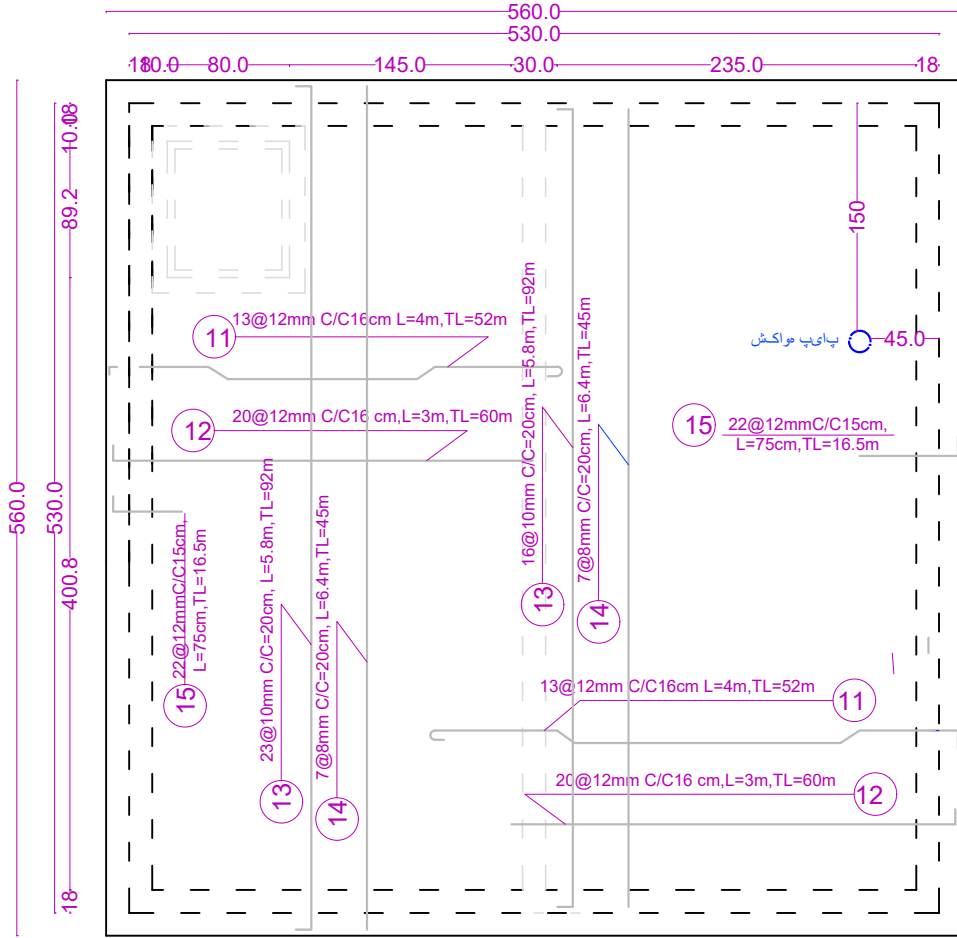 560.0
530.0
18
10.0
80.0
145.0
30.0
235.0
18
18
10.0
89.2
400.8
18
530.0
560.0
150
45.0
پایپ هواکش
13@12mm C/C16cm L=4m,TL=52m
11
20@12mm C/C16 cm,L=3m,TL=60m
12
22@12mmC/C15cm,
L=75cm,TL=16.5m
15
23@10mm C/C=20cm, L=5.8m,TL=92m
13
7@8mm C/C=20cm, L=6.4m,TL=45m
14
16@10mm C/C=20cm, L=5.8m,TL=92m
13
7@8mm C/C=20cm, L=6.4m,TL=45m
14
15
22@12mmC/C15cm,
L=75cm,TL=16.5m
13@12mm C/C16cm L=4m,TL=52m
11
20@12mm C/C16 cm,L=3m,TL=60m
12